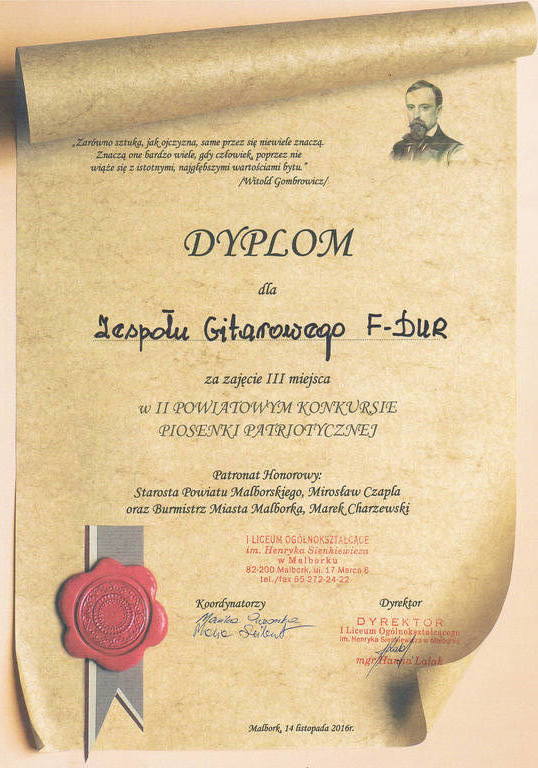 „Zarówno sztuka, jak ojczyzna, same przez się niewiele znaczą.
Znaczą one bardzo wiele, gdy człowiek, poprzez nie
wiąże się z istotnymi, najgłębszymi wartościami bytu.”
/Witold Gombrowicz/
DYPLOM
dla
Zespołu Gitarowego F-DUR
za zajęcie III miejsca
w II POWIATOWYM KONKURSIE
PIOSENKI PATRIOTYCZNEJ
Patronat Honorowy:
Starosta Powiatu Malborskiego, Mirosław Czapla
oraz Burmistrz Miasta Malborka, Marek Charzewski
I LICEUM OGÓLNOKSZTAŁCĄCE
im. Henryka Sienkiewicza
w Malborku
82-200 Malbork, ul. 17 Marca 6
tel./fax 55 272-24-22
Koordynatorzy
Dyrektor
DYREKTOR
I Liceum Ogólnokształcącego
im. Henryka Sienkiewicza w Malborku
mgr Hanna Lalak
Malbork, 14 listopada 2016r.